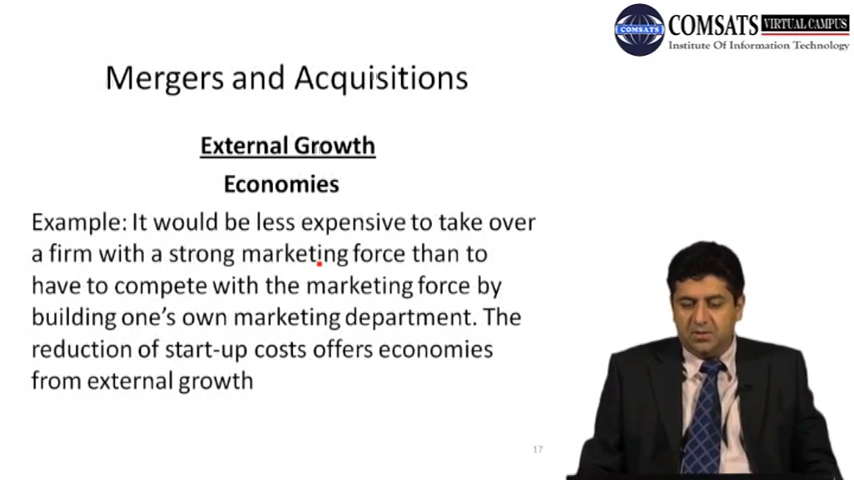 COMSATS VIRTUAL CAMPUS
COMSATS
Institute Of Information Technology
Mergers and Acquisitions
External Growth
Economies
Example: It would be less expensive to take over
a firm with a strong marketing force than to
have to compete with the marketing force by
building one’s own marketing department. The
reduction of start-up costs offers economies
from external growth
17